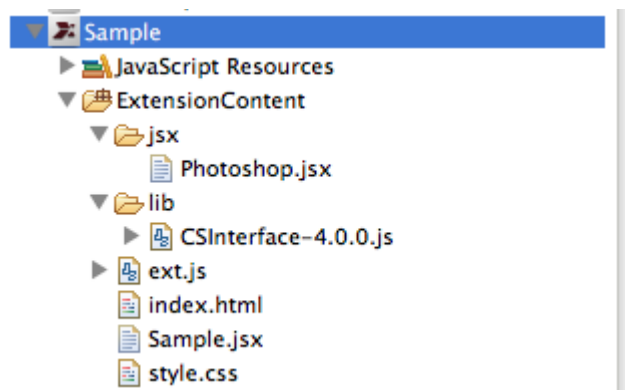 Sample
JavaScript Resources
ExtensionContent
jsx
Photoshop.jsx
lib
CSInterface-4.0.0.js
ext.js
index.html
Sample.jsx
style.css